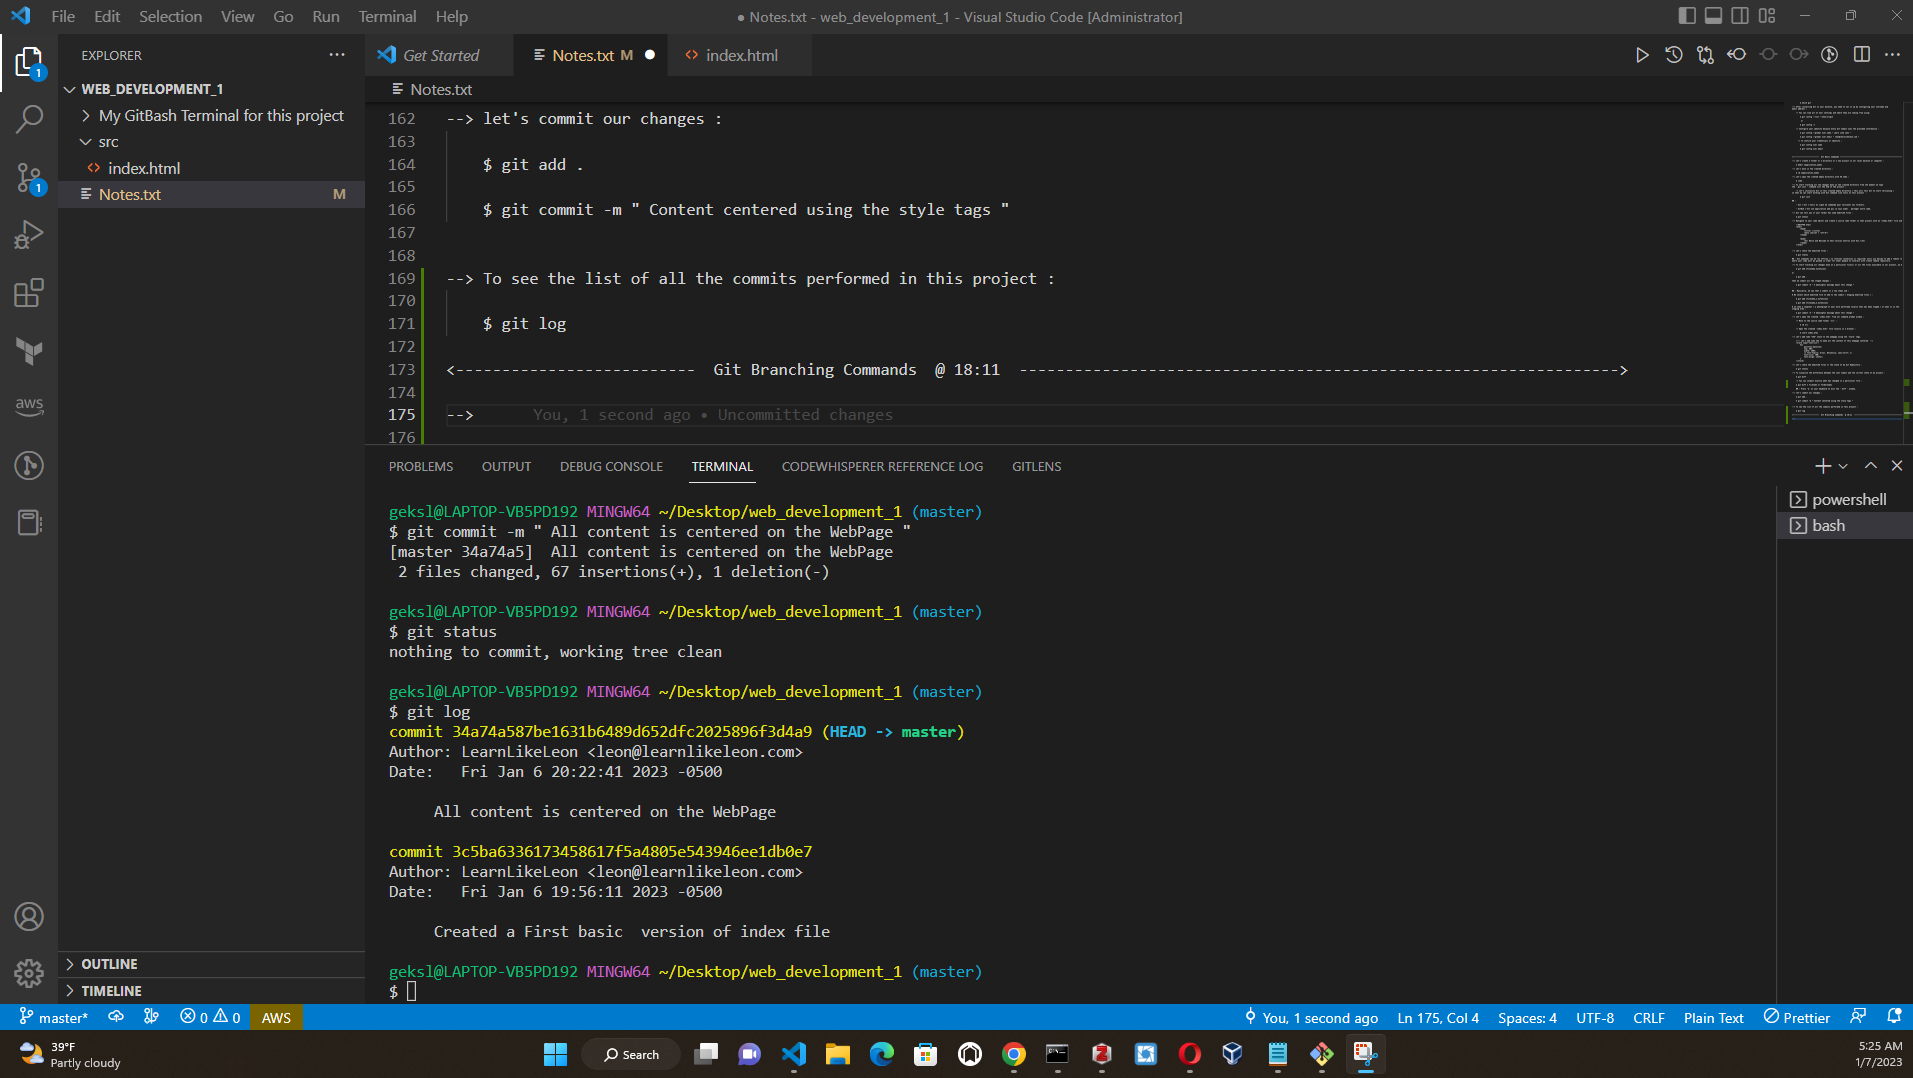 File Edit Selection View Go Run Terminal Help
● Notes.txt - web_development_1 - Visual Studio Code [Administrator]
EXPLORER
Get Started
Notes.txt M
index.html
WEB_DEVELOPMENT_1
My GitBash Terminal for this project
src
index.html
Notes.txt M
1
1
aws
Notes.txt
162 --> let's commit our changes :
163
164 $ git add .
165
166 $ git commit -m " Content centered using the style tags "
167
168
169 --> To see the list of all the commits performed in this project :
170
171 $ git log
172
173 <-------------------------- Git Branching Commands @ 18:11 ----------------------------------------------------------------->
174
175 --> You, 1 second ago • Uncommitted changes
176
PROBLEMS OUTPUT DEBUG CONSOLE TERMINAL CODEWHISPERER REFERENCE LOG GITLENS
powershell
bash
geksl@LAPTOP-VB5PD192 MINGW64 ~/Desktop/web_development_1 (master)
$ git commit -m " All content is centered on the WebPage "
[master 34a74a5]  All content is centered on the WebPage
2 files changed, 67 insertions(+), 1 deletion(-)
geksl@LAPTOP-VB5PD192 MINGW64 ~/Desktop/web_development_1 (master)
$ git status
nothing to commit, working tree clean
geksl@LAPTOP-VB5PD192 MINGW64 ~/Desktop/web_development_1 (master)
$ git log
commit 34a74a587be1631b6489d652dfc2025896f3d4a9 (HEAD -> master)
Author: LearnLikeLeon <leon@learnlikeleon.com>
Date:   Fri Jan 6 20:22:41 2023 -0500
All content is centered on the WebPage
commit 3c5ba6336173458617f5a4805e543946ee1db0e7
Author: LearnLikeLeon <leon@learnlikeleon.com>
Date:   Fri Jan 6 19:56:11 2023 -0500
Created a First basic  version of index file
geksl@LAPTOP-VB5PD192 MINGW64 ~/Desktop/web_development_1 (master)
$
OUTLINE
TIMELINE
master* 0 0 AWS You, 1 second ago Ln 175, Col 4 Spaces: 4 UTF-8 CRLF Plain Text Prettier
39°F
Partly cloudy
Search
5:25 AM
1/7/2023